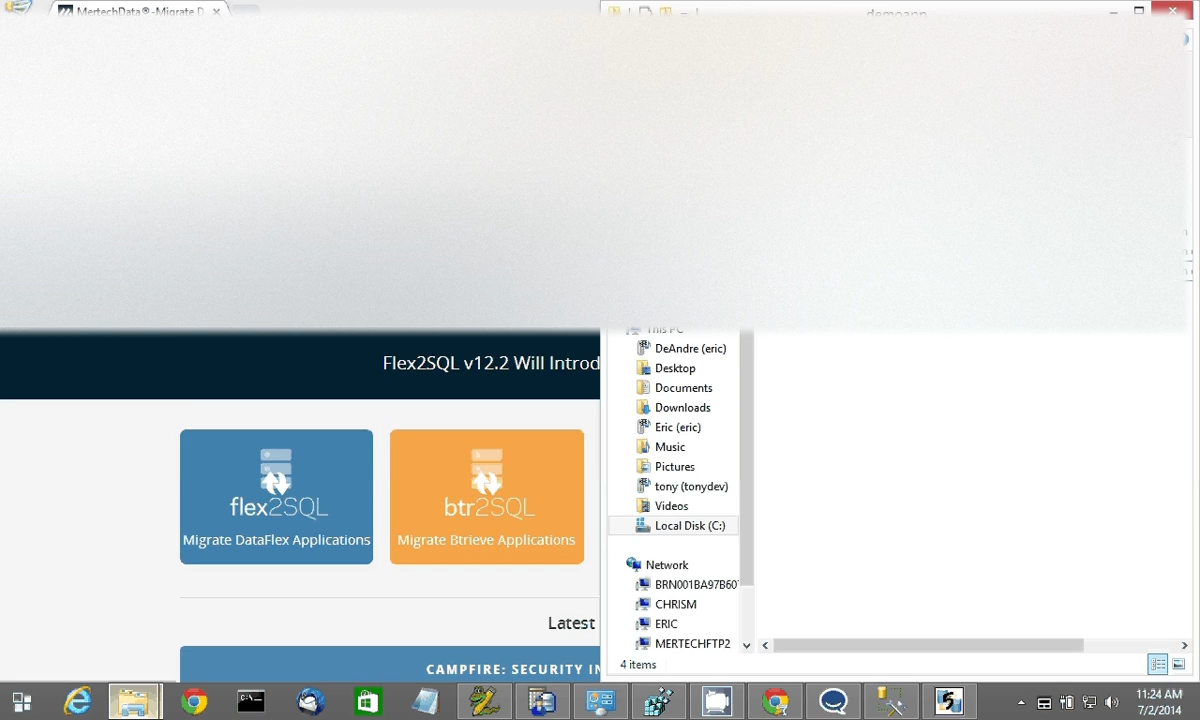 MertechData® -Migrate D
demoapp
This PC
Flex2SQL v12.2 Will Introd
DeAndre (eric)
Desktop
Documents
Downloads
Eric (eric)
Music
Pictures
tony (tonydev)
Videos
Local Disk (C:)
flex2SQL
Migrate DataFlex Applications
btr2SQL
Migrate Btrieve Applications
Network
BRN001BA97B60
CHRISM
ERIC
MERTECHFTP2
Latest
CAMPFIRE: SECURITY IN
4 items
11:24 AM
7/2/2014